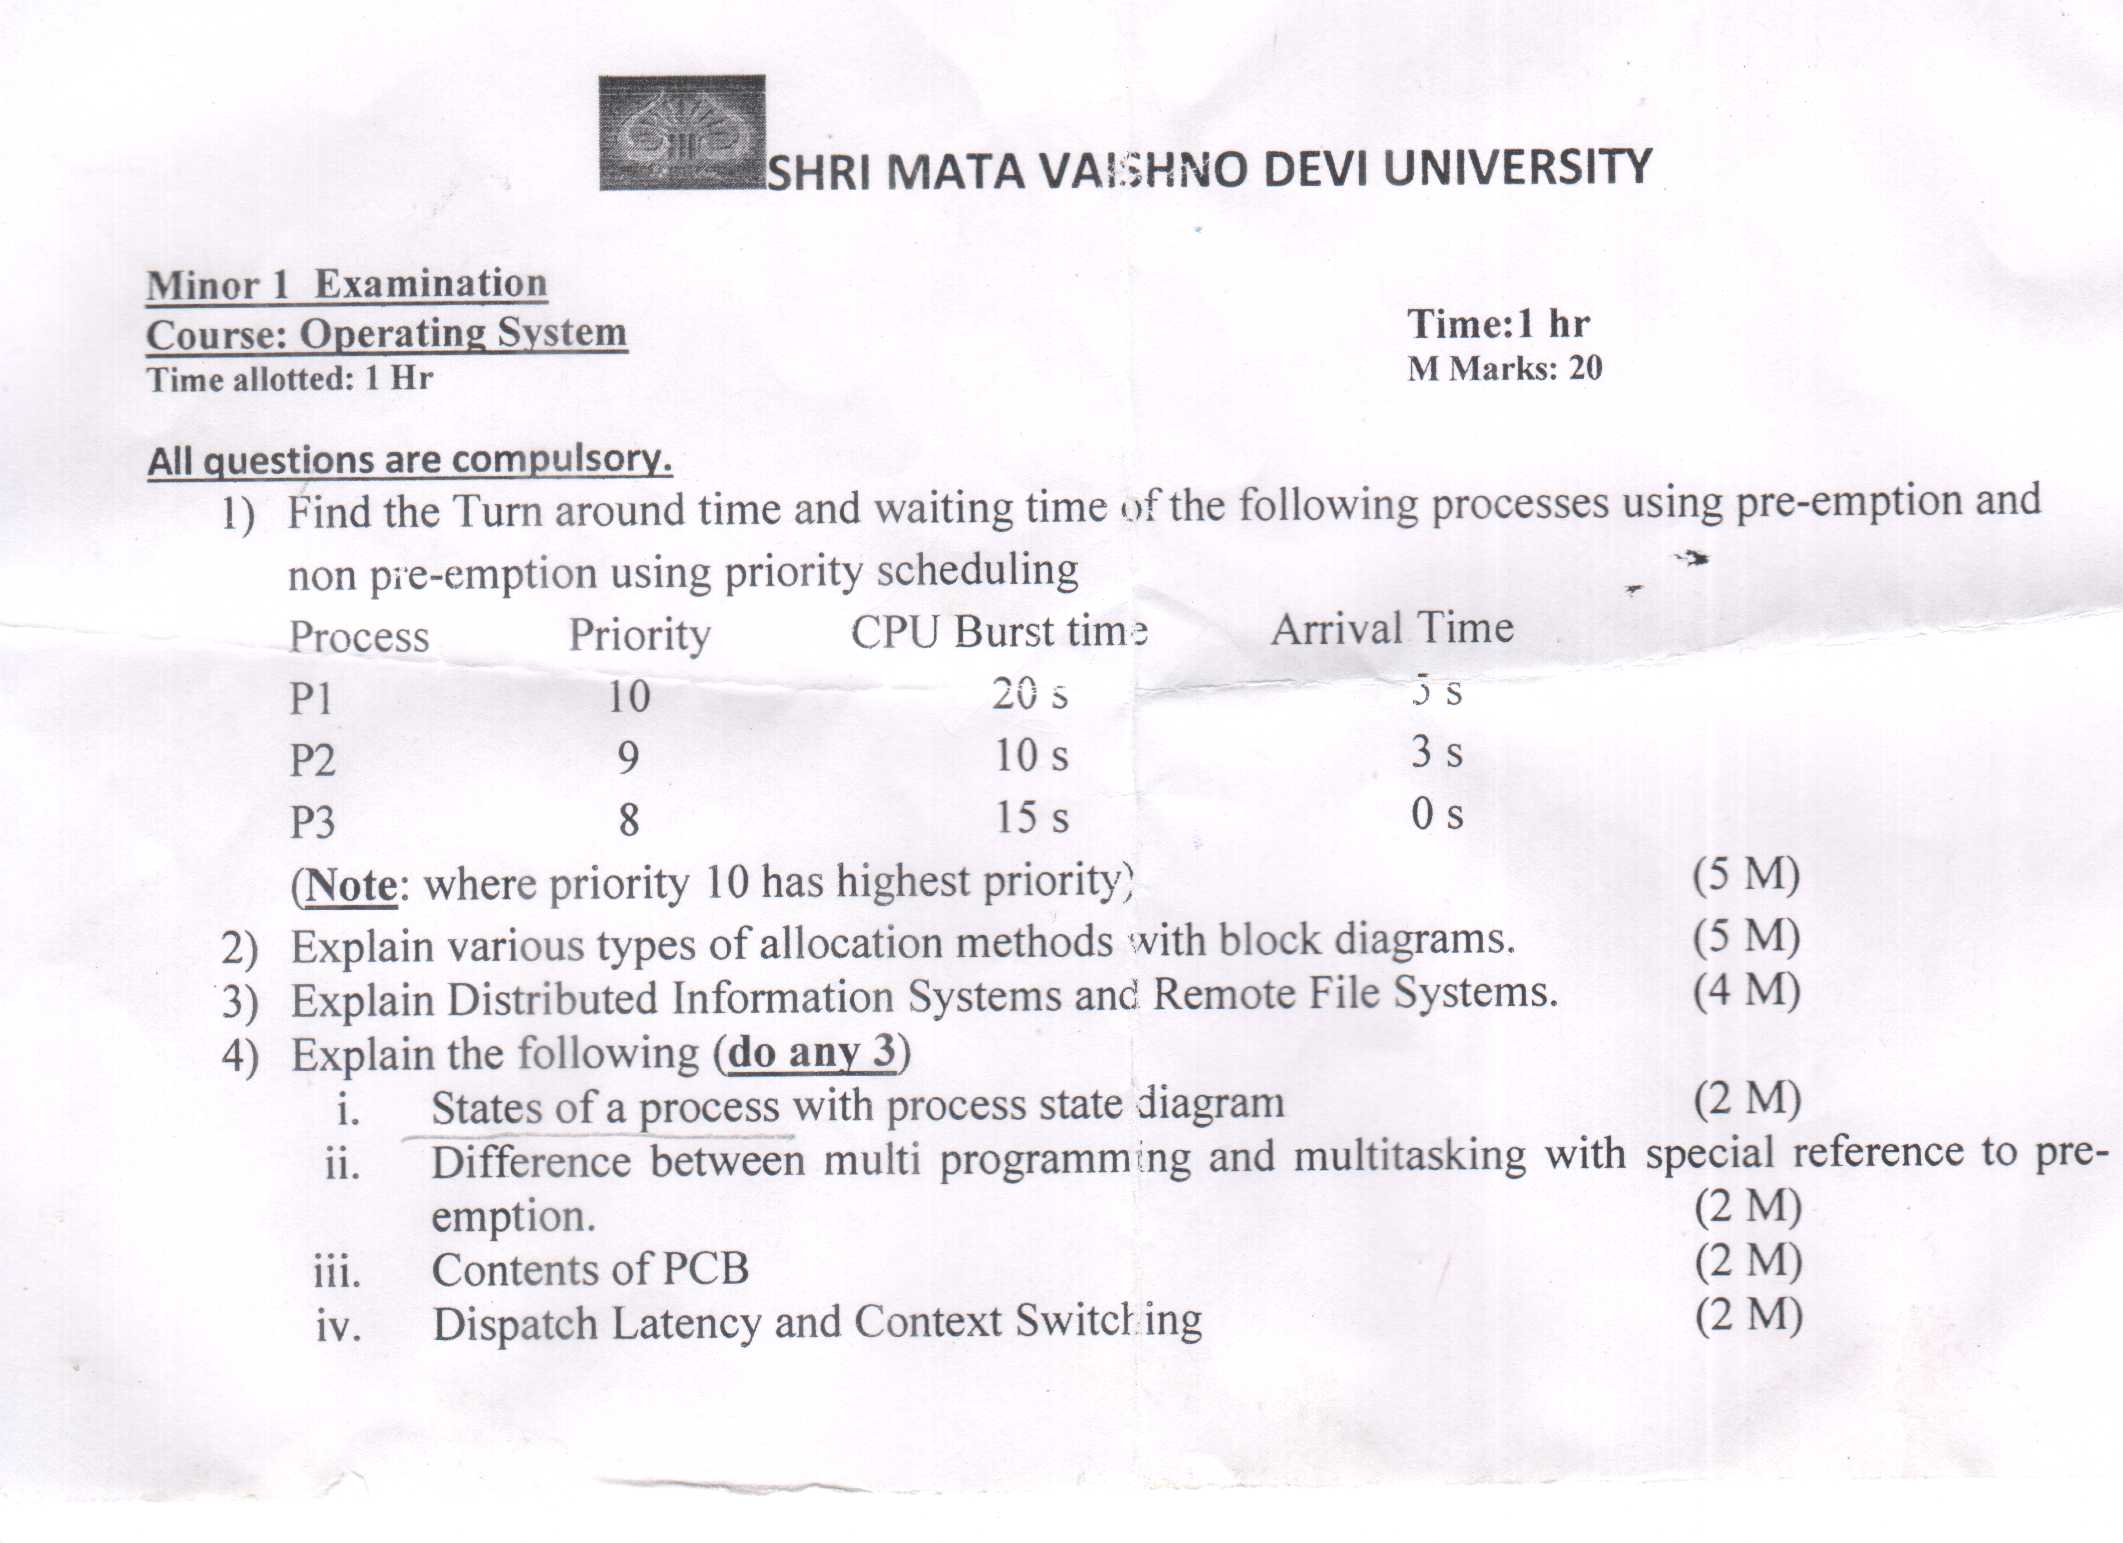 SHRI MATA VAISHNO DEVI UNIVERSITY
Minor 1 Examination
Course: Operating System
Time allotted: 1 Hr
Time:1 hr
M Marks: 20
All questions are compulsory.
1) Find the Turn around time and waiting time of the following processes using pre-emption and
non pre-emption using priority scheduling
Process Priority CPU Burst time Arrival Time
P1 10 20 s 5 s
P2 9 10 s 3 s
P3 8 15 s 0 s
(Note: where priority 10 has highest priority) (5 M)
2) Explain various types of allocation methods with block diagrams. (5 M)
3) Explain Distributed Information Systems and Remote File Systems. (4 M)
4) Explain the following (do any 3)
i. States of a process with process state diagram (2 M)
ii. Difference between multi programming and multitasking with special reference to pre-
emption. (2 M)
iii. Contents of PCB (2 M)
iv. Dispatch Latency and Context Switching (2 M)